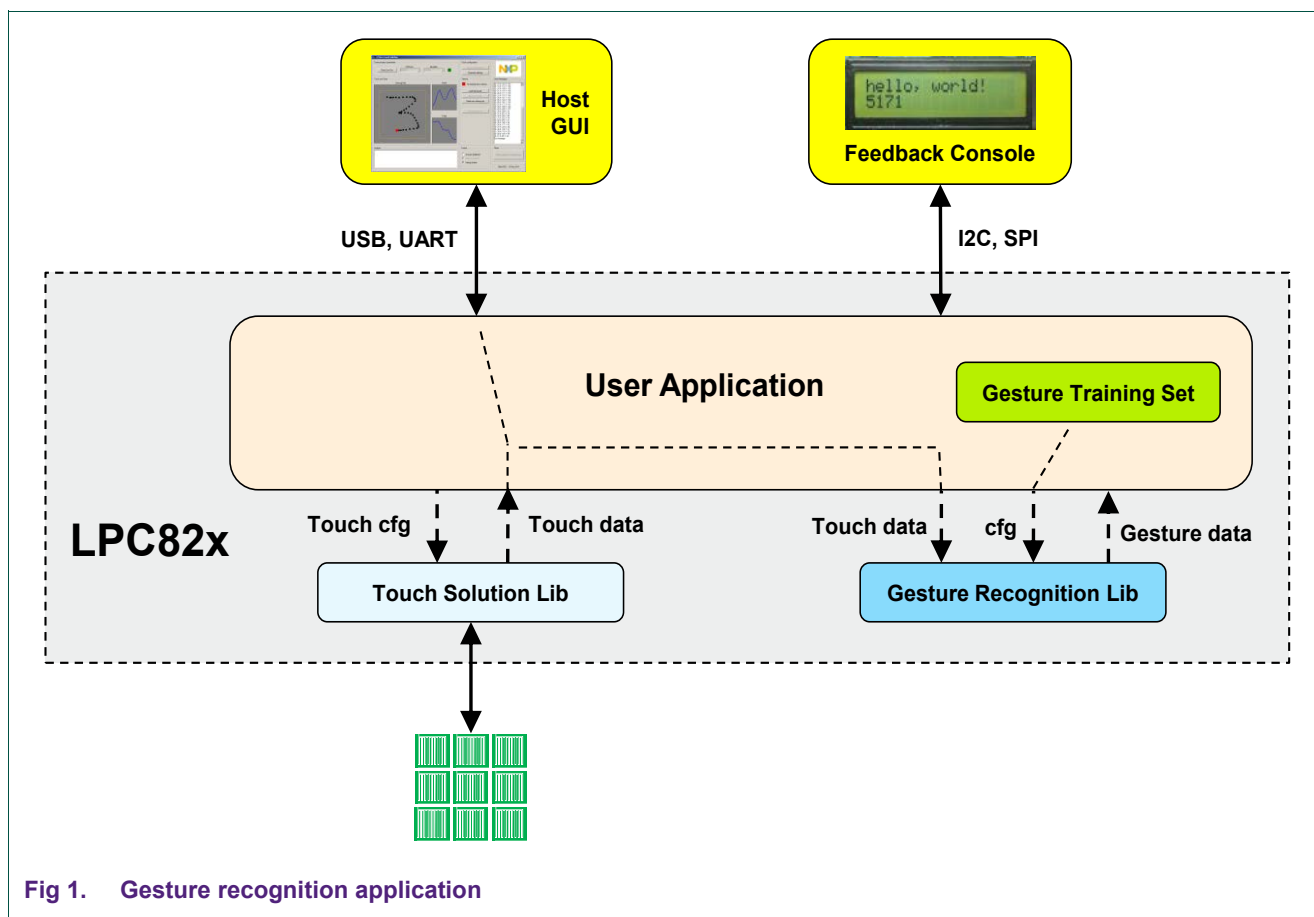 NXP
Host
GUI
hello, world!
5171
Feedback Console
USB, UART
I2C, SPI
User Application
Gesture Training Set
LPC82x
Touch cfg
Touch data
Touch data
cfg
Gesture data
Touch Solution Lib
Gesture Recognition Lib
Fig 1. Gesture recognition application